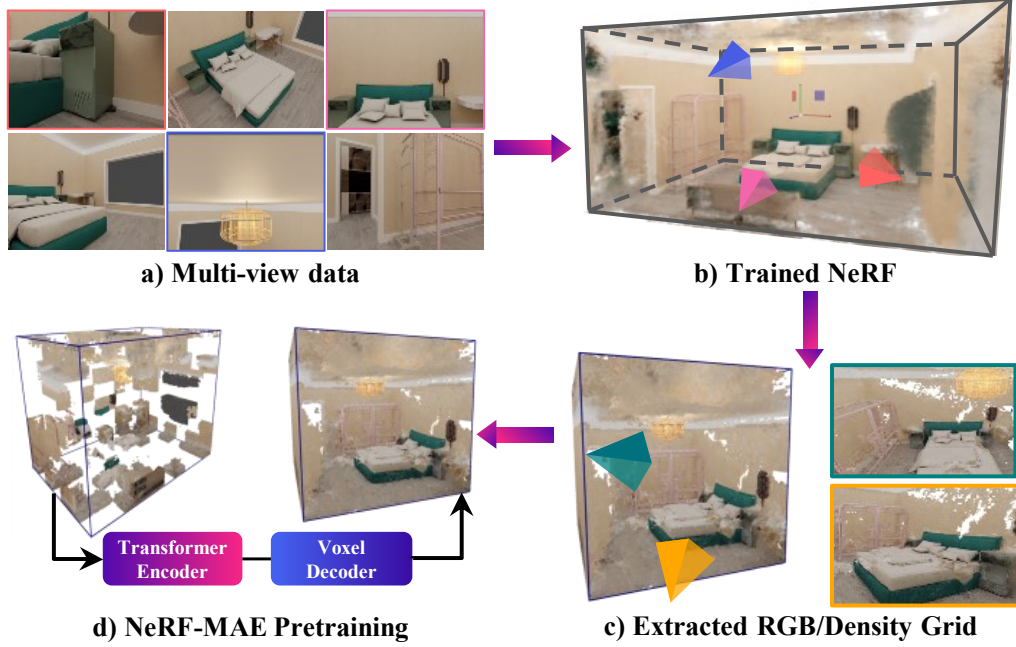 a) Multi-view data
b) Trained NeRF
Transformer
Encoder
Voxel
Decoder
d) NeRF-MAE Pretraining
c) Extracted RGB/Density Grid